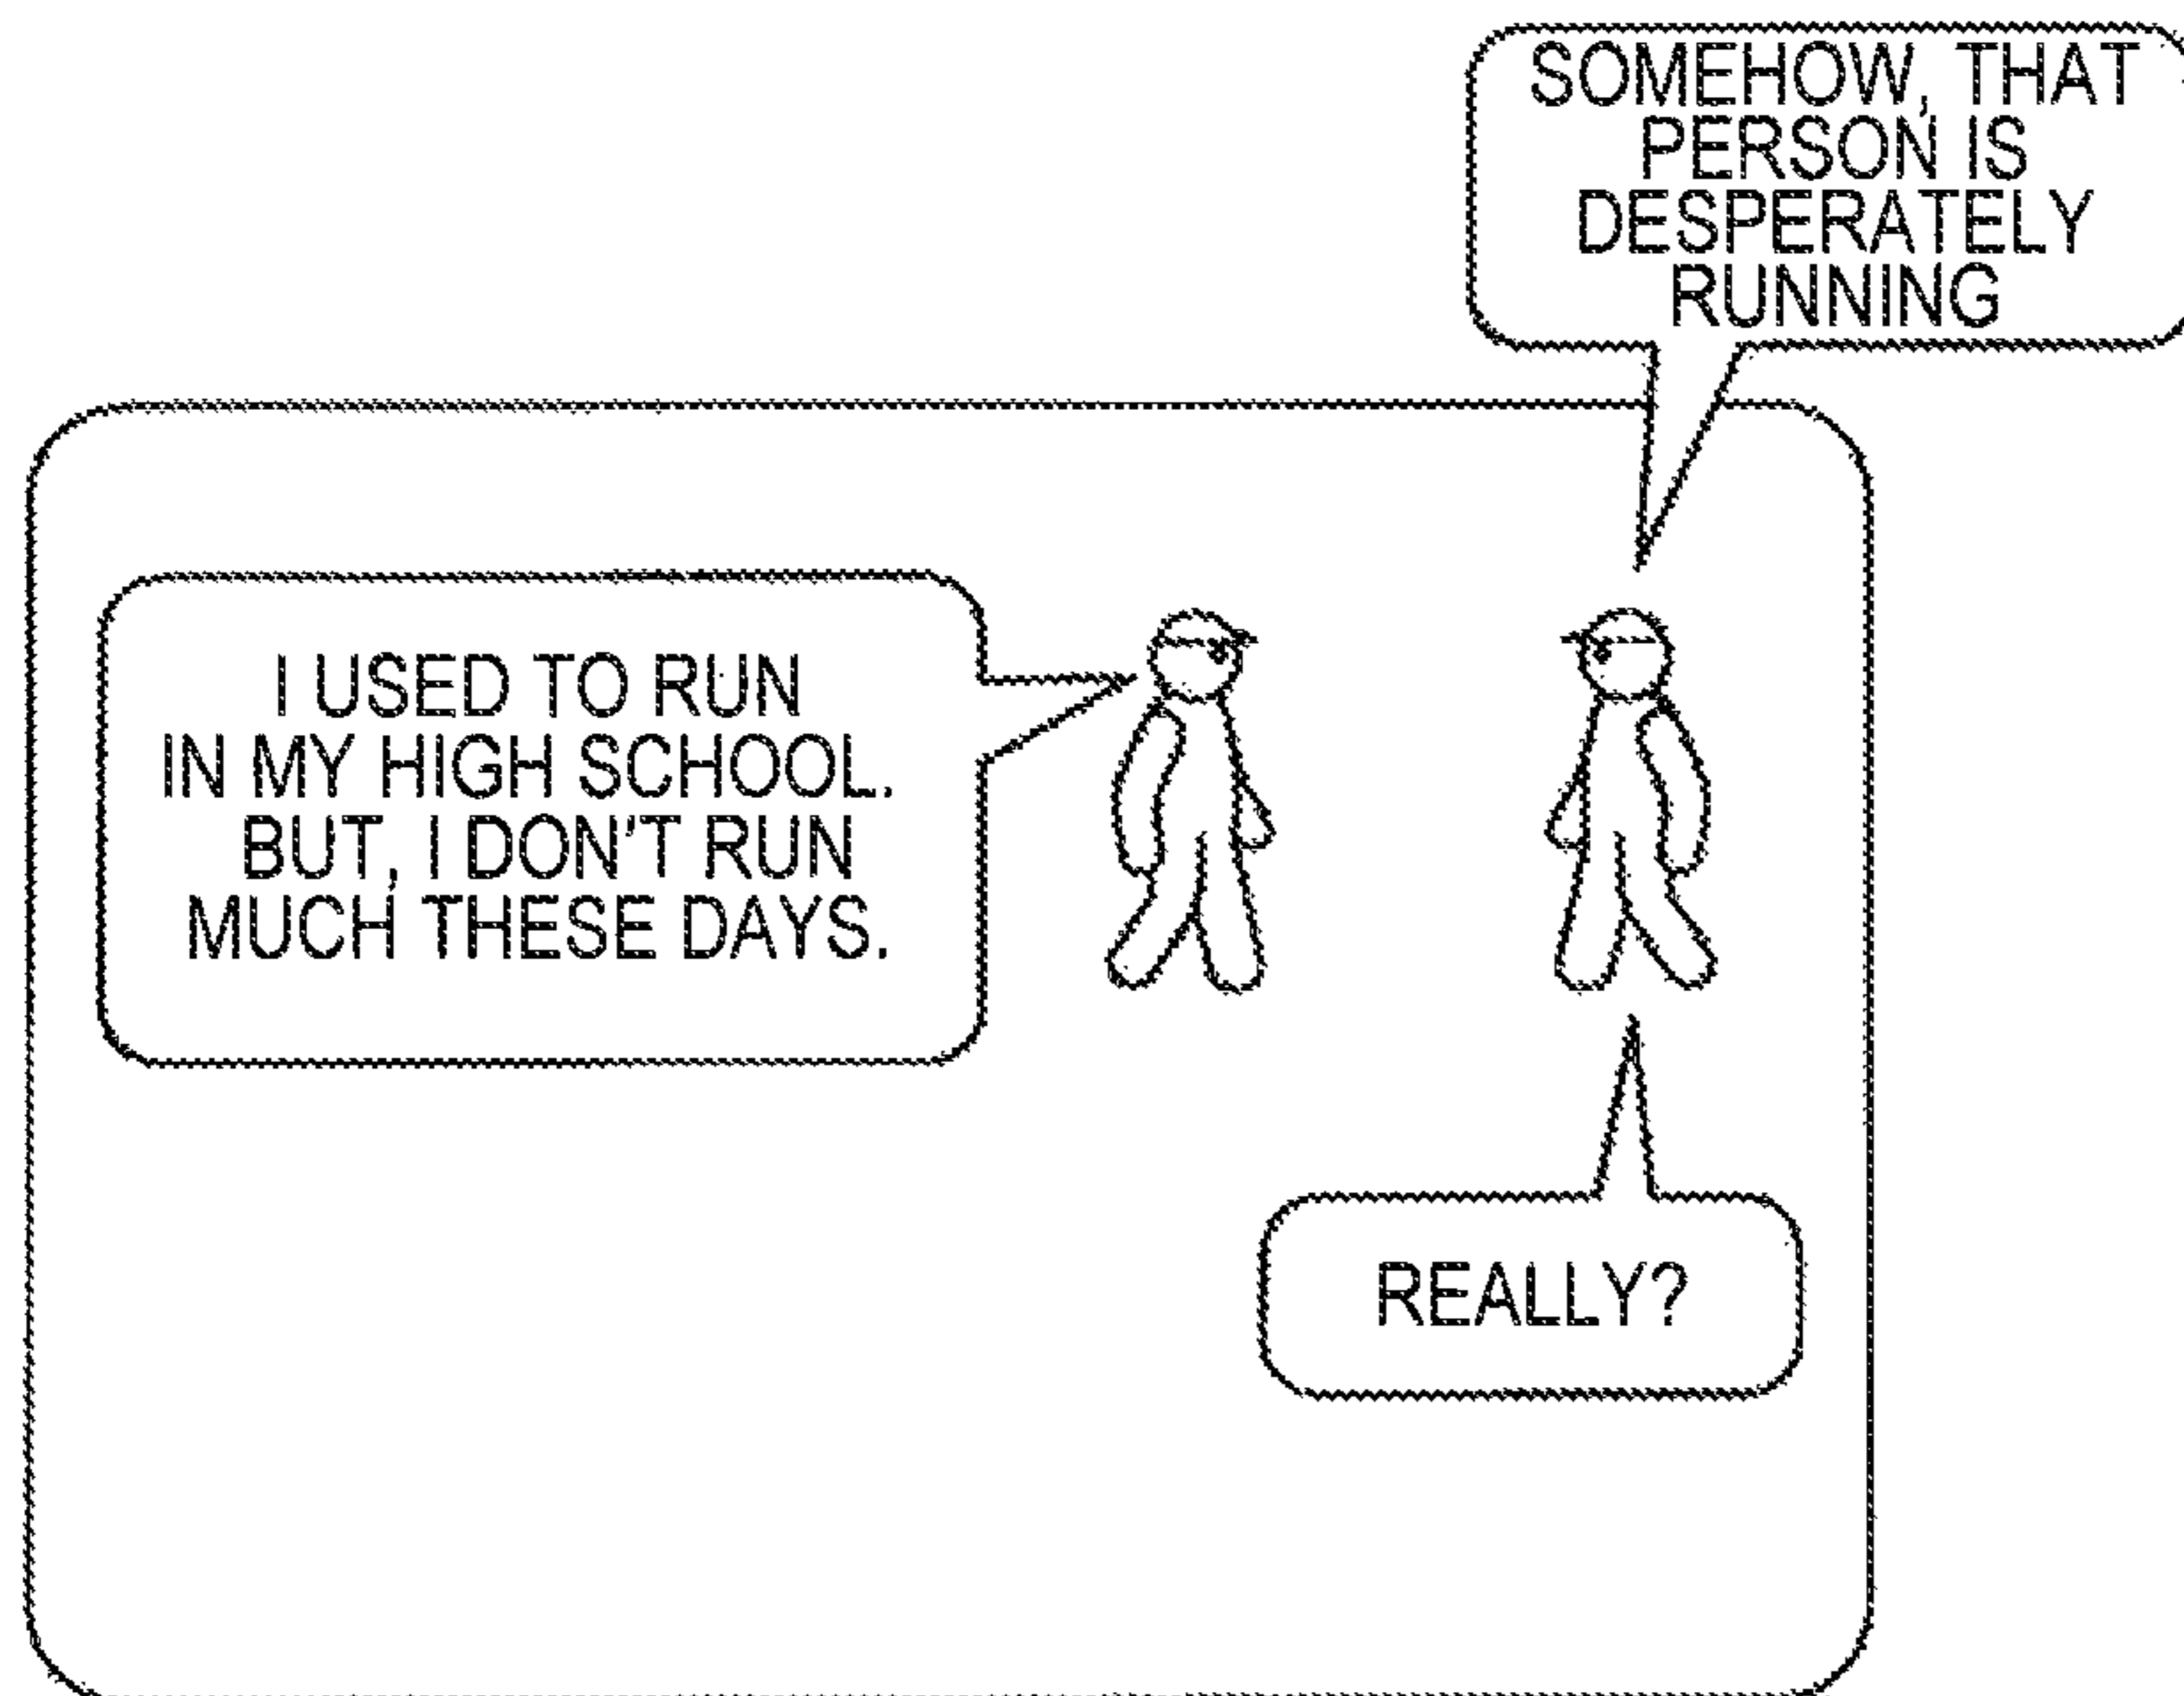 SOMEHOW, THAT
PERSON IS
DESPERATELY
RUNNING
I USED TO RUN
IN MY HIGH SCHOOL.
BUT, I DON'T RUN
MUCH THESE DAYS.
REALLY?